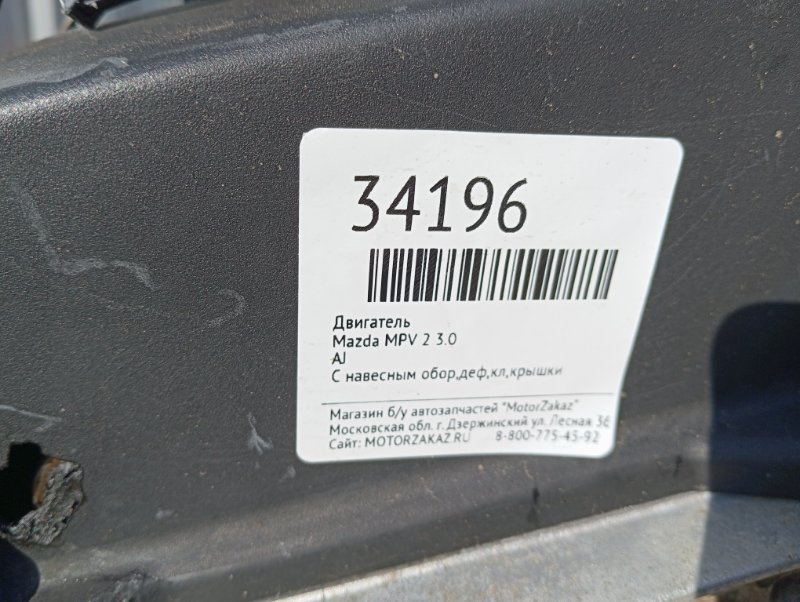 34196
Двигатель
Mazda MPV 2 3.0
AJ
С навесным обор,деф,кл,крышки
Магазин б/у автозапчастей "MotorZakaz"
Московская обл. г. Дзержинский ул. Лесная 36
Сайт: MOTORZAKAZ.RU 8-800-775-45-92